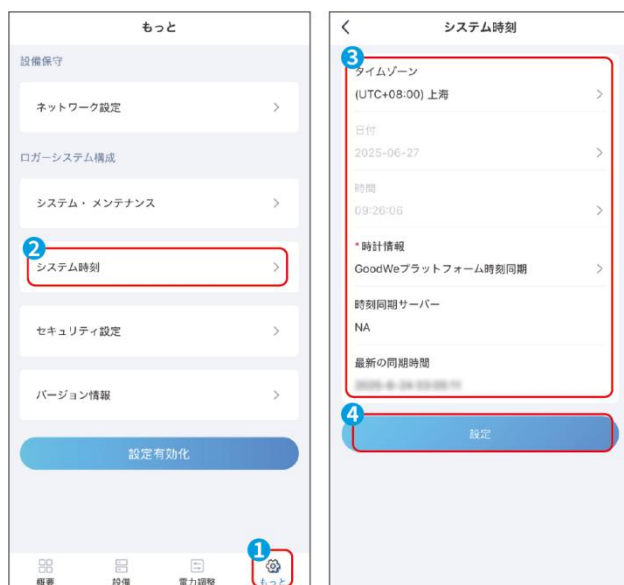 もっと
設備保守
ネットワーク設定
ロガーシステム構成
システム・ メンテナンス
2
システム時刻
セキュリティ設定
バージョン情報
設定有効化
1
概要
設備
電力調整
もっと
システム時刻
3
タイムゾーン
(UTC+08:00) 上海
日付
2025-06-27
時間
09:26:06
*時計情報
GoodWeプラットフォーム時刻同期
時刻同期サーバー
NA
最新の同期時間
4
設定